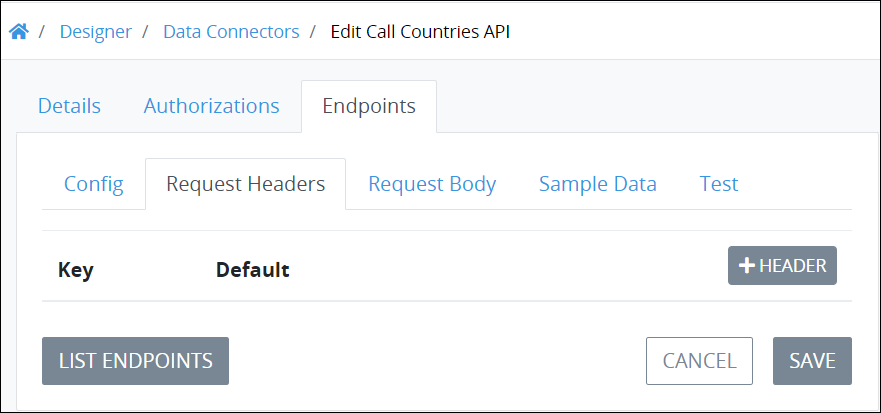 / Designer / Data Connectors / Edit Call Countries API
Details Authorizations Endpoints
Config Request Headers Request Body Sample Data Test
Key Default + HEADER
LIST ENDPOINTS CANCEL SAVE